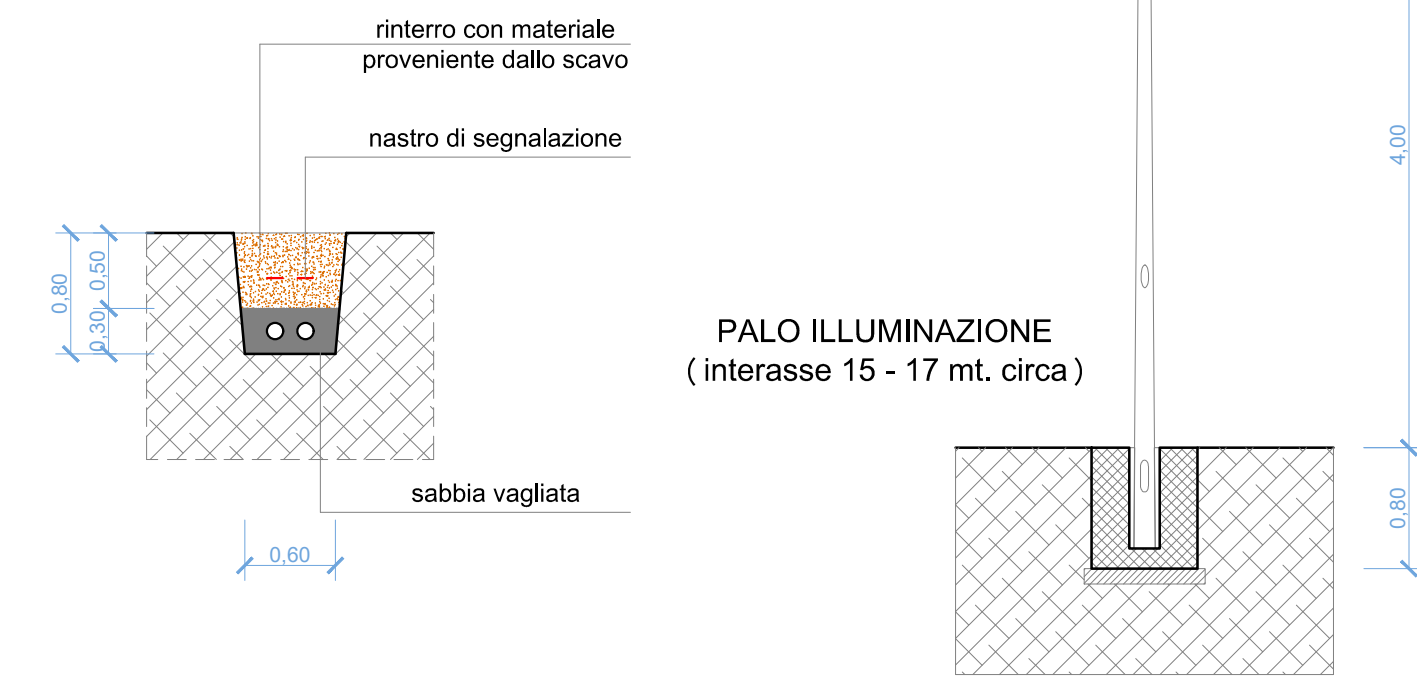 rinterro con materiale
proveniente dallo scavo
nastro di segnalazione
4,00
0,80
0,50
0,30
PALO ILLUMINAZIONE
( interasse 15 - 17 mt. circa )
sabbia vagliata
0,80
0,60